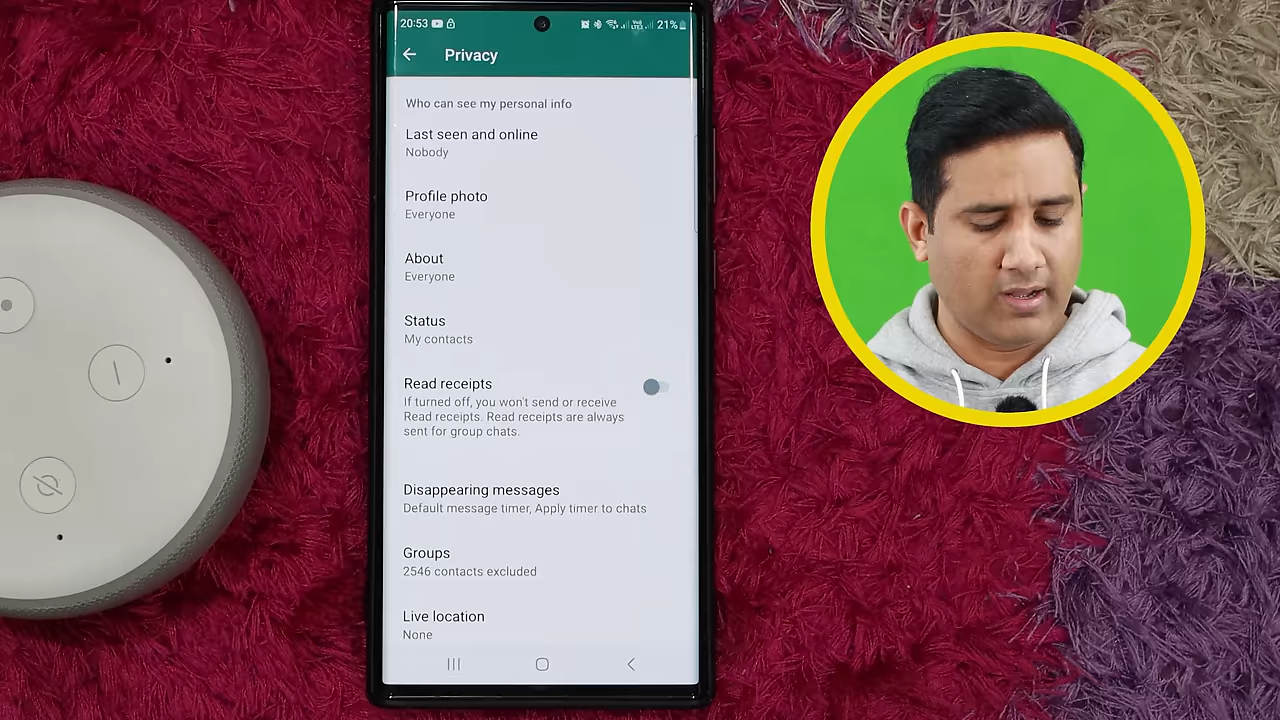 20:53 21%
Privacy
Who can see my personal info
Last seen and online
Nobody
Profile photo
Everyone
About
Everyone
Status
My contacts
Read receipts
If turned off, you won't send or receive
Read receipts. Read receipts are always
sent for group chats.
Disappearing messages
Default message timer, Apply timer to chats
Groups
2546 contacts excluded
Live location
None